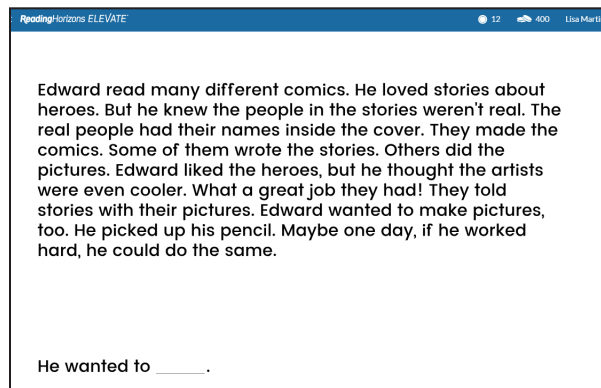 ReadingHorizons ELEVATE
12 400 Lisa Marti
Edward read many different comics. He loved stories about
heroes. But he knew the people in the stories weren't real. The
real people had their names inside the cover. They made the
comics. Some of them wrote the stories. Others did the
pictures. Edward liked the heroes, but he thought the artists
were even cooler. What a great job they had! They told
stories with their pictures. Edward wanted to make pictures,
too. He picked up his pencil. Maybe one day, if he worked
hard, he could do the same.
He wanted to ______.